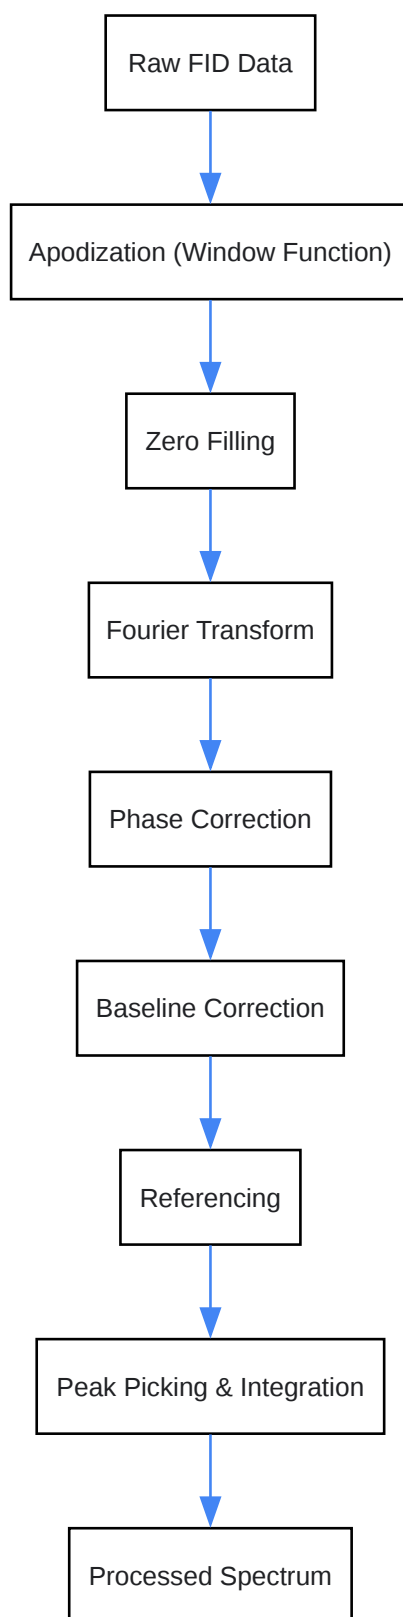 Raw FID Data
Apodization (Window Function)
Zero Filling
Fourier Transform
Phase Correction
Baseline Correction
Referencing
Peak Picking & Integration
Processed Spectrum